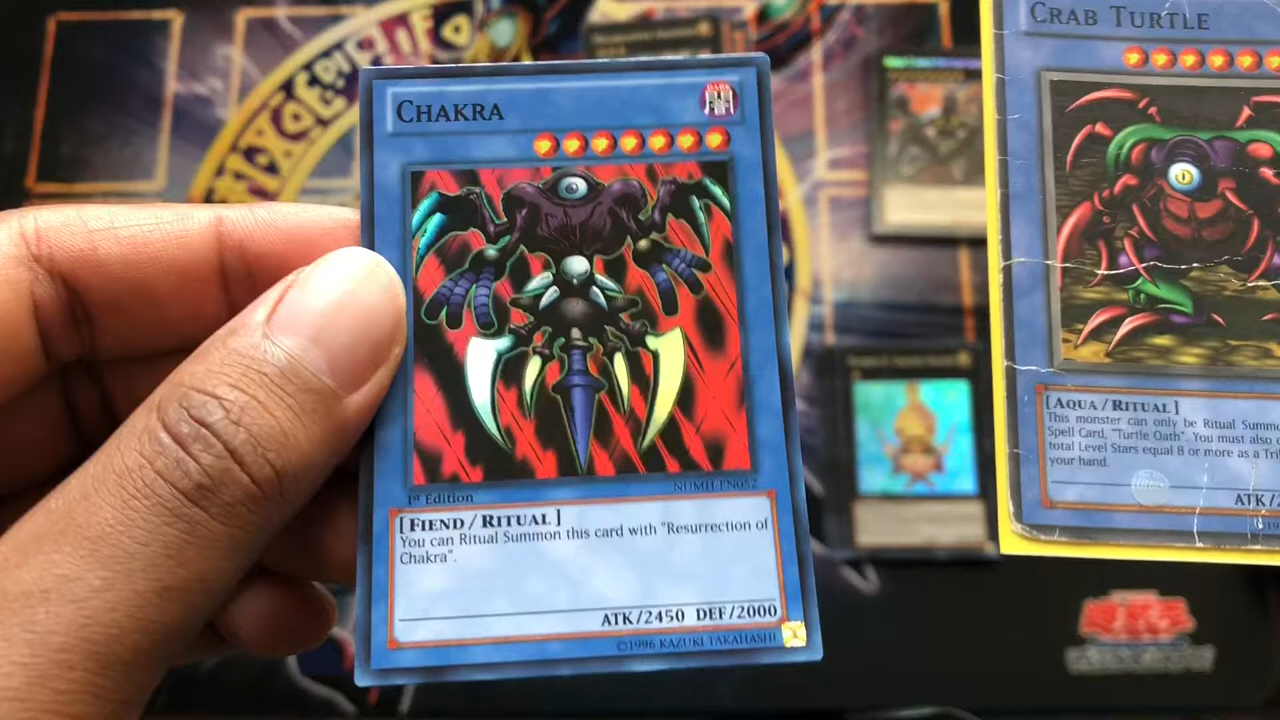 CHAKRA
DARK
1st Edition
NUMH-EN052
[FIEND/RITUAL]
You can Ritual Summon this card with "Resurrection of
Chakra".
ATK/2450 DEF/2000
©1996 KAZUKI TAKAHASHI
CRAB TURTLE
[AQUA/RITUAL]
This monster can only be Ritual Summo
Spell Card, "Turtle Oath". You must also
total Level Stars equal 8 or more as a Tri
your hand.
ATK/2